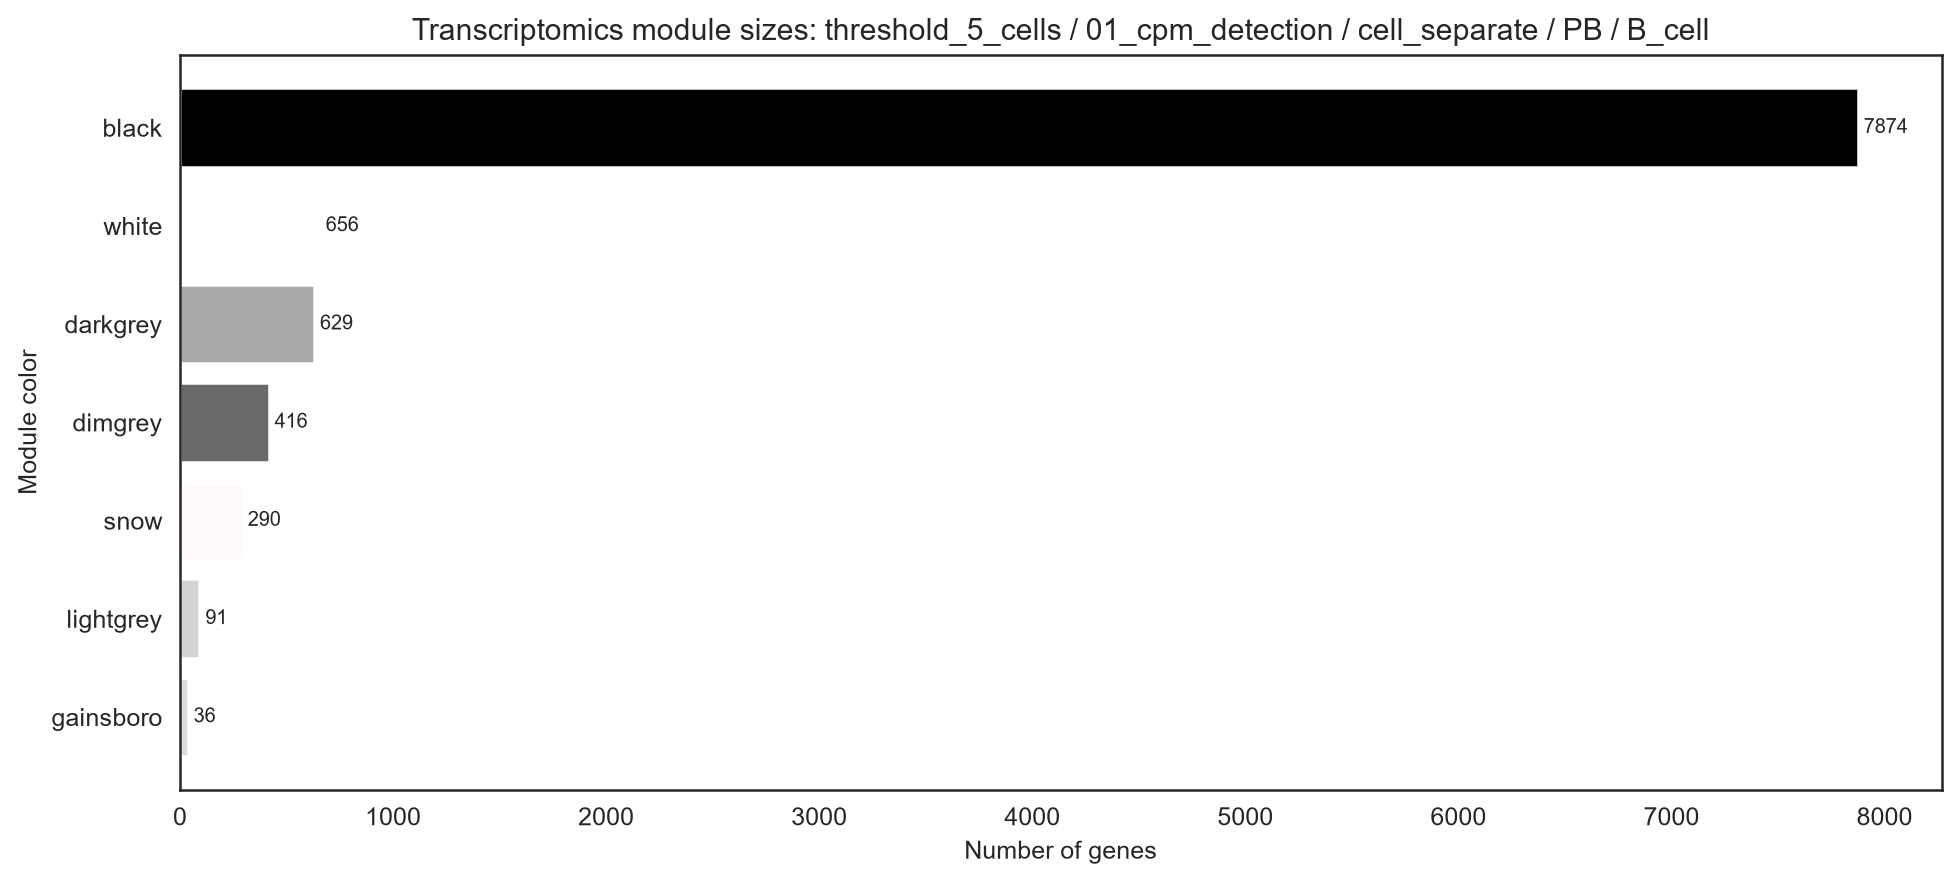 Transcriptomics module sizes: threshold_5_cells / 01_cpm_detection / cell_separate / PB / B_cell
black
7874
white
656
darkgrey
629
dimgrey
416
snow
290
lightgrey
91
gainsboro
36
Module color
0 1000 2000 3000 4000 5000 6000 7000 8000
Number of genes